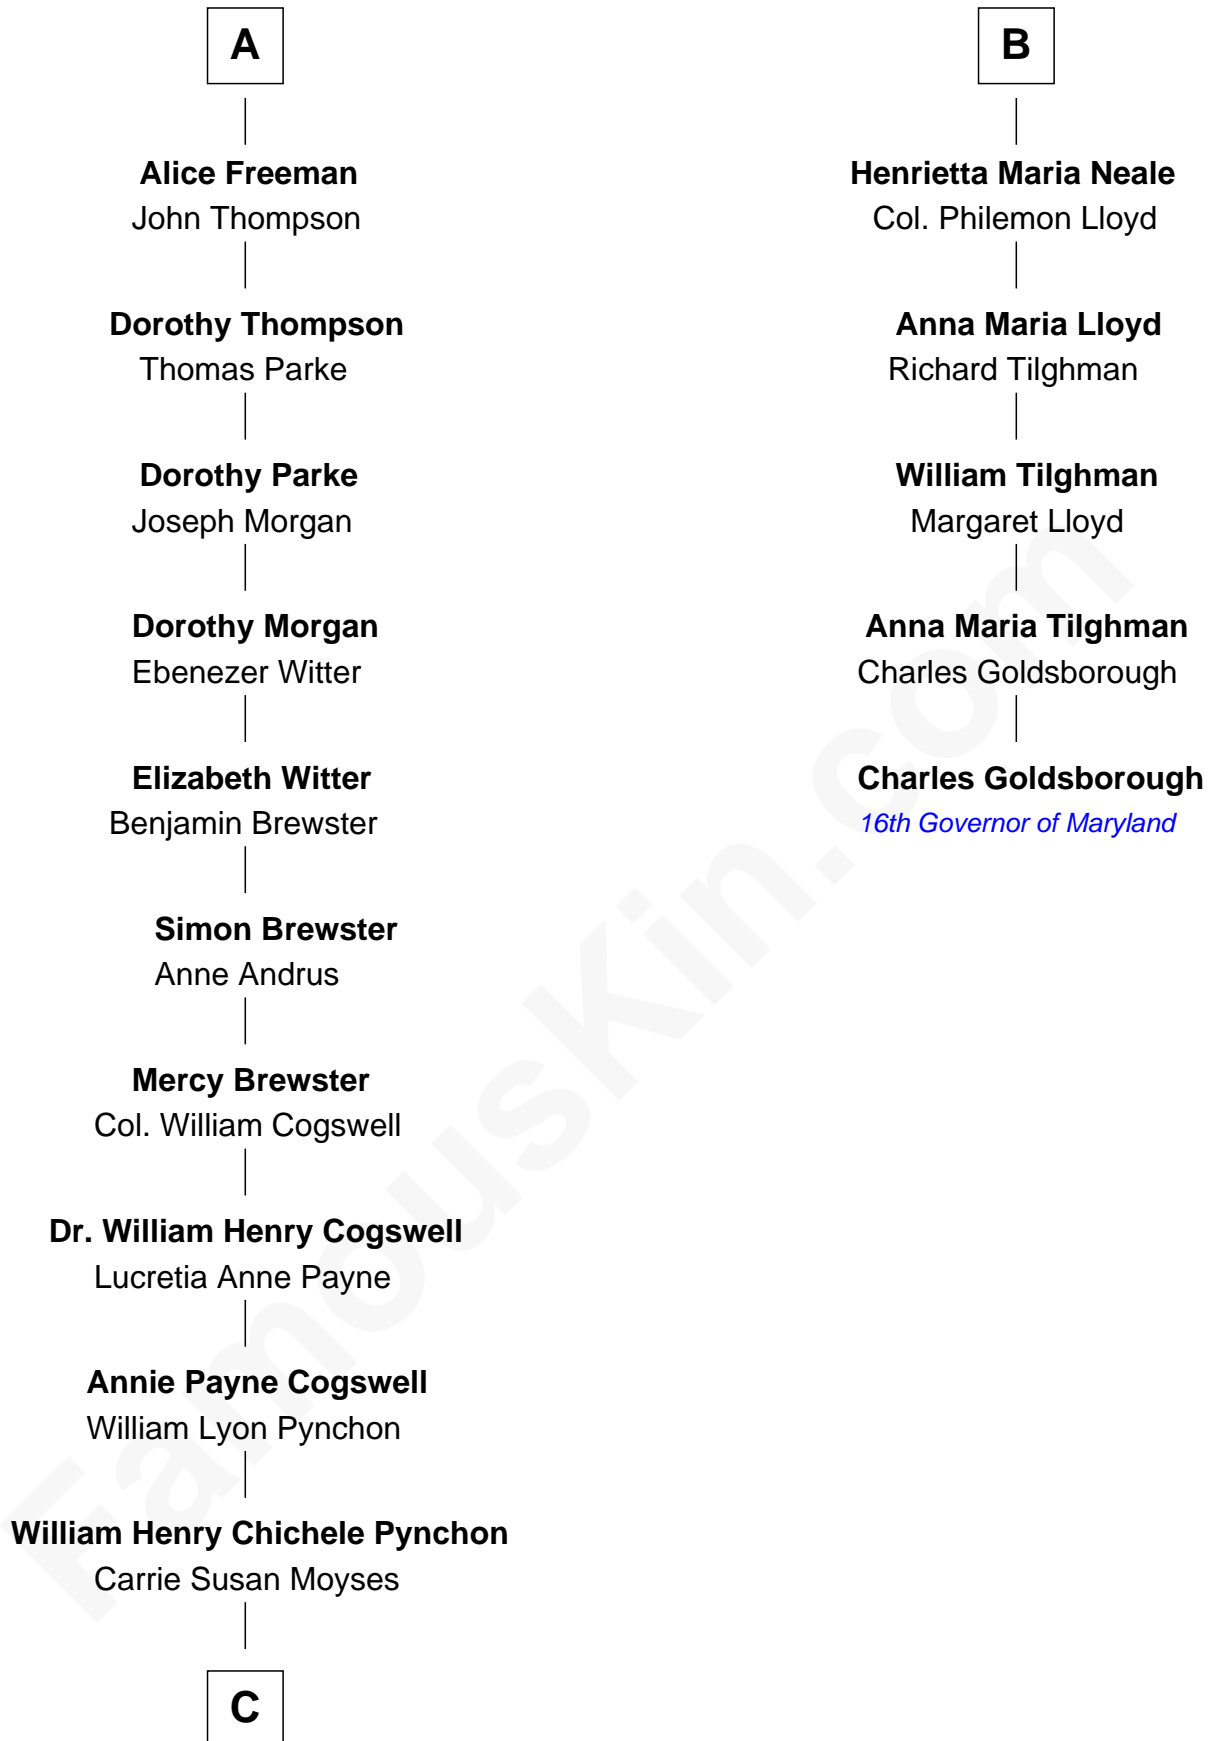 A
Alice Freeman
John Thompson
Dorothy Thompson
Thomas Parke
Dorothy Parke
Joseph Morgan
Dorothy Morgan
Ebenezer Witter
Elizabeth Witter
Benjamin Brewster
Simon Brewster
Anne Andrus
Mercy Brewster
Col. William Cogswell
Dr. William Henry Cogswell
Lucretia Anne Payne
Annie Payne Cogswell
William Lyon Pynchon
William Henry Chichele Pynchon
Carrie Susan Moyses
C
B
Henrietta Maria Neale
Col. Philemon Lloyd
Anna Maria Lloyd
Richard Tilghman
William Tilghman
Margaret Lloyd
Anna Maria Tilghman
Charles Goldsborough
Charles Goldsborough
16th Governor of Maryland
FamousKin.com